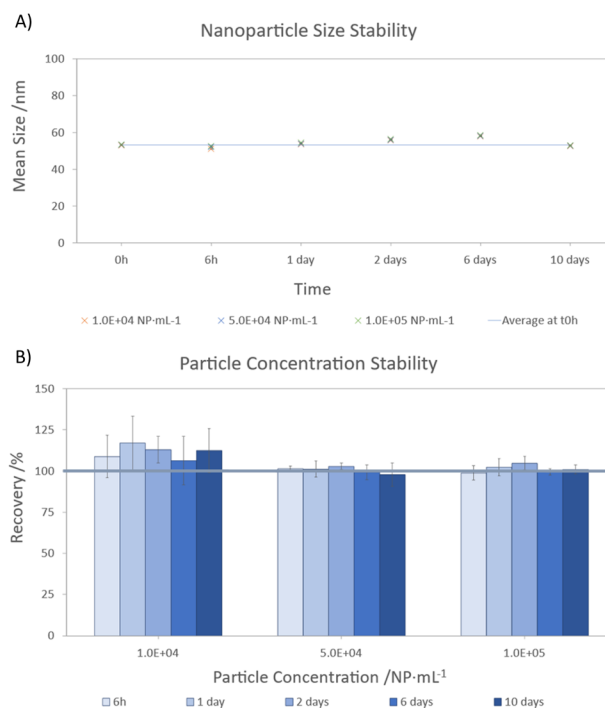 A)
Nanoparticle Size Stability
100
80
60
40
20
0
Mean Size /nm
0h 6h 1 day 2 days 6 days 10 days
Time
1.0E+04 NP·mL-1 5.0E+04 NP·mL-1 1.0E+05 NP·mL-1 Average at t0h
B)
Particle Concentration Stability
150
125
100
75
50
25
0
Recovery /%
1.0E+04 5.0E+04 1.0E+05
Particle Concentration /NP·mL⁻¹
6h 1 day 2 days 6 days 10 days